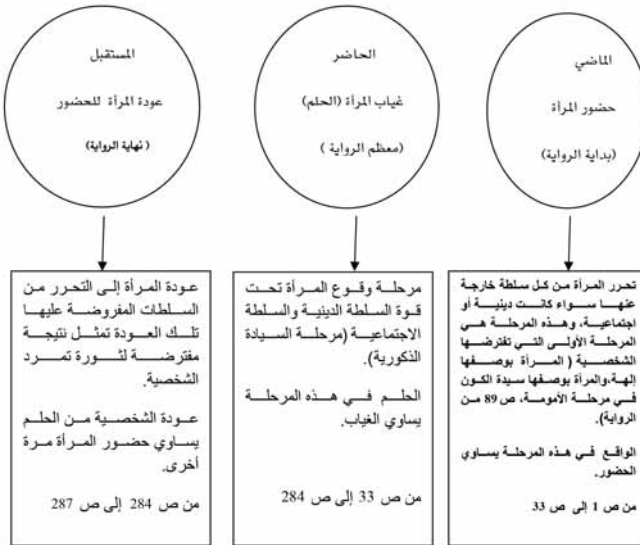 الماضي
حضور المرأة
(بداية الرواية)
تحرر المرأة من كل سلطة خارجة
عنها سواء كانت دينية أو
اجتماعية، وهذه المرحلة هي
المرحلة الأولى التي تفترضها
الشخصية (المرأة بوصفها
إلهة،والمرأة بوصفها سيدة الكون
في مرحلة الأمومة، ص 89 من
الرواية).
الواقع في هذه المرحلة يساوي
الحضور.
من ص 1 إلى ص 33
الحاضر
غياب المرأة (الحلم)
(معظم الرواية )
مرحلة وقوع المرأة تحت
قوة السلطة الدينية والسلطة
الاجتماعية (مرحلة السيادة
الذكورية).
الحلم في هذه المرحلة
يساوي الغياب.
من ص 33 إلى ص 284
المستقبل
عودة المرأة للحضور
( نهاية الرواية)
عودة المرأة إلى التحرر من
السلطات المفروضة عليها
تلك العودة تمثل نتيجة
مفترضة لثورة تمرد
الشخصية.
عودة الشخصية من الحلم
يساوي حضور المرأة مرة
أخرى.
من ص 284 إلى ص 287